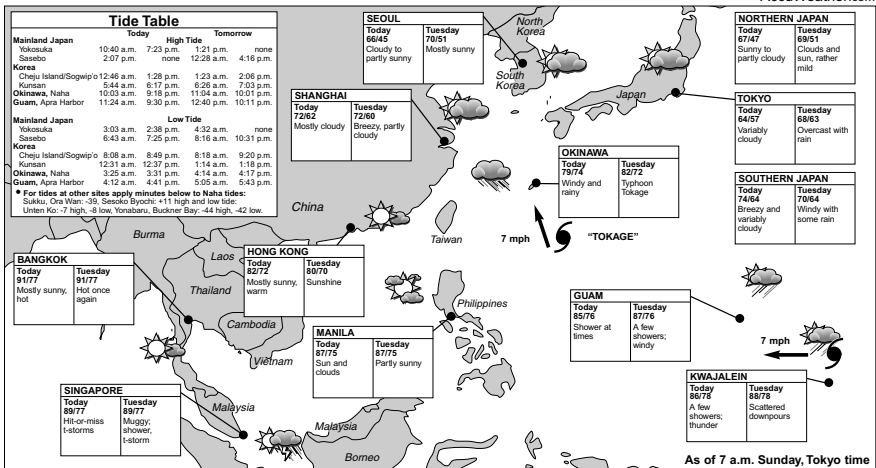 Tide Table
Today Tomorrow
Mainland Japan High Tide
Yokosuka 10:40 a.m. 7:23 p.m. 1:21 p.m. none
Sasebo 2:07 p.m. none 12:28 a.m. 4:16 p.m.
Korea
Cheju Island/Sogwip'o 12:46 a.m. 1:28 p.m. 1:23 a.m. 2:06 p.m.
Kunsan 5:44 a.m. 6:17 p.m. 6:26 a.m. 7:03 p.m.
Okinawa, Naha 10:03 a.m. 9:18 p.m. 11:04 a.m. 10:01 p.m.
Guam, Apra Harbor 11:24 a.m. 9:30 p.m. 12:40 p.m. 10:11 p.m.
Mainland Japan Low Tide
Yokosuka 3:03 a.m. 2:38 p.m. 4:32 a.m. none
Sasebo 6:43 a.m. 7:25 p.m. 8:16 a.m. 10:31 p.m.
Korea
Cheju Island/Sogwip'o 8:08 a.m. 8:49 p.m. 8:18 a.m. 9:20 p.m.
Kunsan 12:31 a.m. 12:37 p.m. 1:14 a.m. 1:18 p.m.
Okinawa, Naha 3:25 a.m. 3:31 p.m. 4:14 a.m. 4:17 p.m.
Guam, Apra Harbor 4:12 a.m. 4:41 p.m. 5:05 a.m. 5:43 p.m.
• For tides at other sites apply minutes below to Naha tides:
Sukku, Ora Wan: -39, Sesoko Byochi: +11 high and low tide:
Unten Ko: -7 high, -8 low, Yonabaru, Buckner Bay: -44 high, -42 low.
SEOUL
Today Tuesday
66/45 70/51
Cloudy to Mostly sunny
partly sunny
North
Korea
South
Korea
Japan
NORTHERN JAPAN
Today Tuesday
67/47 69/51
Sunny to Clouds and
partly cloudy sun, rather
mild
SHANGHAI
Today Tuesday
72/62 72/60
Mostly cloudy Breezy, partly
cloudy
TOKYO
Today Tuesday
64/57 68/63
Variably Overcast with
cloudy rain
OKINAWA
Today Tuesday
79/74 82/72
Windy and Typhoon
rainy Tokage
SOUTHERN JAPAN
Today Tuesday
74/64 70/64
Breezy and Windy with
variably some rain
cloudy
China
Taiwan
7 mph
"TOKAGE"
Burma
Laos
Thailand
Cambodia
Vietnam
Philippines
HONG KONG
Today Tuesday
82/72 80/70
Mostly sunny, Sunshine
warm
BANGKOK
Today Tuesday
91/77 91/77
Mostly sunny, Hot once
hot again
MANILA
Today Tuesday
87/75 87/75
Sun and Partly sunny
clouds
GUAM
Today Tuesday
85/76 87/76
Shower at A few
times showers;
windy
7 mph
KWAJALEIN
Today Tuesday
86/78 88/78
A few Scattered
showers; downpours
thunder
SINGAPORE
Today Tuesday
89/77 89/77
Hit-or-miss Muggy;
t-storms shower,
t-storm
Malaysia
Malaysia
Borneo
As of 7 a.m. Sunday, Tokyo time